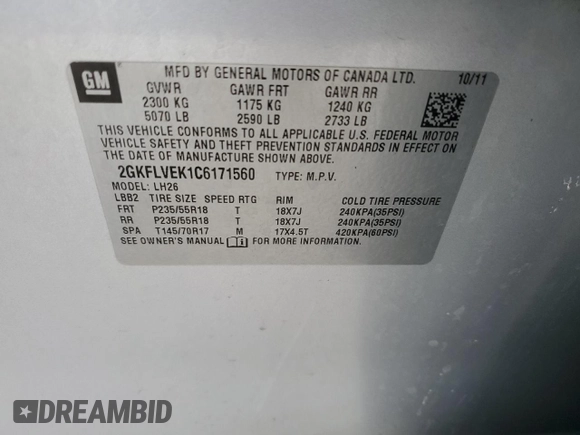 GM
MFD BY GENERAL MOTORS OF CANADA LTD. 10/11
GVWR GAWR FRT GAWR RR
2300 KG 1175 KG 1240 KG
5070 LB 2590 LB 2733 LB
THIS VEHICLE CONFORMS TO ALL APPLICABLE U.S. FEDERAL MOTOR
VEHICLE SAFETY AND THEFT PREVENTION STANDARDS IN EFFECT ON
THE DATE OF MANUFACTURE SHOWN ABOVE.
2GKFLVEK1C6171560 TYPE: M.P.V.
MODEL: LH26
LBB2 TIRE SIZE SPEED RTG RIM COLD TIRE PRESSURE
FRT P235/55R18 T 18X7J 240KPA(35PSI)
RR P235/55R18 T 18X7J 240KPA(35PSI)
SPA T145/70R17 M 17X4.5T 420KPA(60PSI)
SEE OWNER'S MANUAL FOR MORE INFORMATION.
DREAMBID